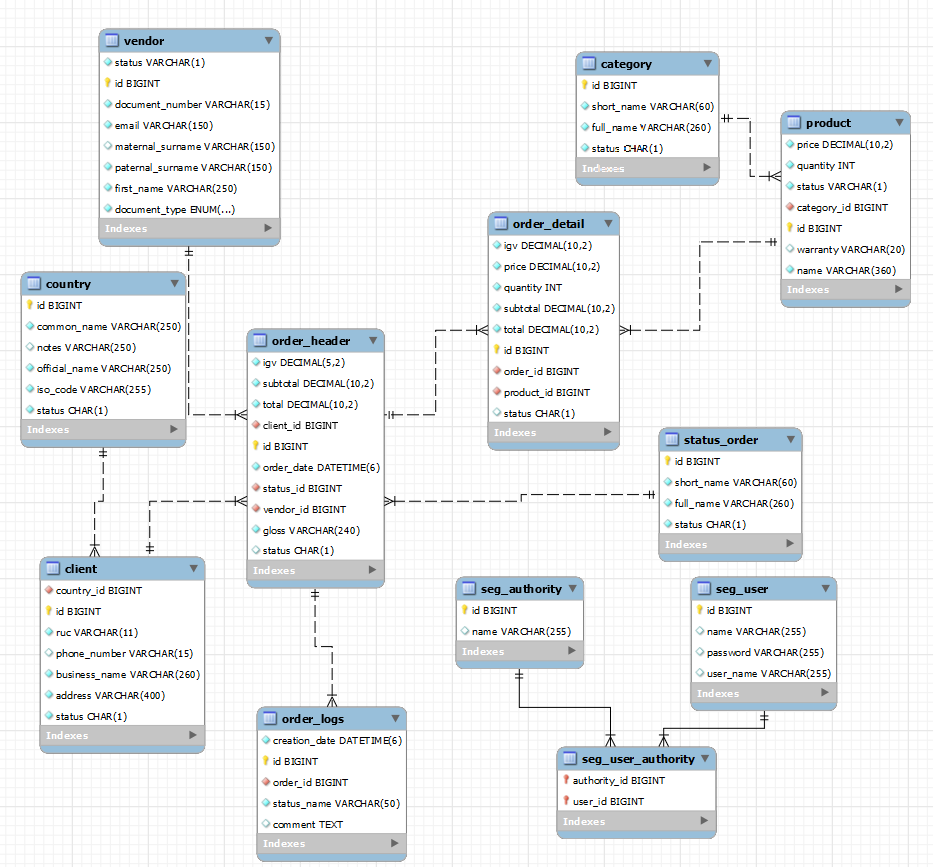 vendor
status VARCHAR(1)
id BIGINT
document_number VARCHAR(15)
email VARCHAR(150)
maternal_surname VARCHAR(150)
paternal_surname VARCHAR(150)
first_name VARCHAR(250)
document_type ENUM(...)
Indexes
category
id BIGINT
short_name VARCHAR(60)
full_name VARCHAR(260)
status CHAR(1)
Indexes
product
price DECIMAL(10,2)
quantity INT
status VARCHAR(1)
category_id BIGINT
id BIGINT
warranty VARCHAR(20)
name VARCHAR(360)
Indexes
order_detail
igv DECIMAL(10,2)
price DECIMAL(10,2)
quantity INT
subtotal DECIMAL(10,2)
total DECIMAL(10,2)
id BIGINT
order_id BIGINT
product_id BIGINT
status CHAR(1)
Indexes
country
id BIGINT
common_name VARCHAR(250)
notes VARCHAR(250)
official_name VARCHAR(250)
iso_code VARCHAR(255)
status CHAR(1)
Indexes
order_header
igv DECIMAL(5,2)
subtotal DECIMAL(10,2)
total DECIMAL(10,2)
client_id BIGINT
id BIGINT
order_date DATETIME(6)
status_id BIGINT
vendor_id BIGINT
gloss VARCHAR(240)
status CHAR(1)
Indexes
status_order
id BIGINT
short_name VARCHAR(60)
full_name VARCHAR(260)
status CHAR(1)
Indexes
client
country_id BIGINT
id BIGINT
ruc VARCHAR(11)
phone_number VARCHAR(15)
business_name VARCHAR(260)
address VARCHAR(400)
status CHAR(1)
Indexes
seg_authority
id BIGINT
name VARCHAR(255)
Indexes
seg_user
id BIGINT
name VARCHAR(255)
password VARCHAR(255)
user_name VARCHAR(255)
Indexes
order_logs
creation_date DATETIME(6)
id BIGINT
order_id BIGINT
status_name VARCHAR(50)
comment TEXT
Indexes
seg_user_authority
authority_id BIGINT
user_id BIGINT
Indexes